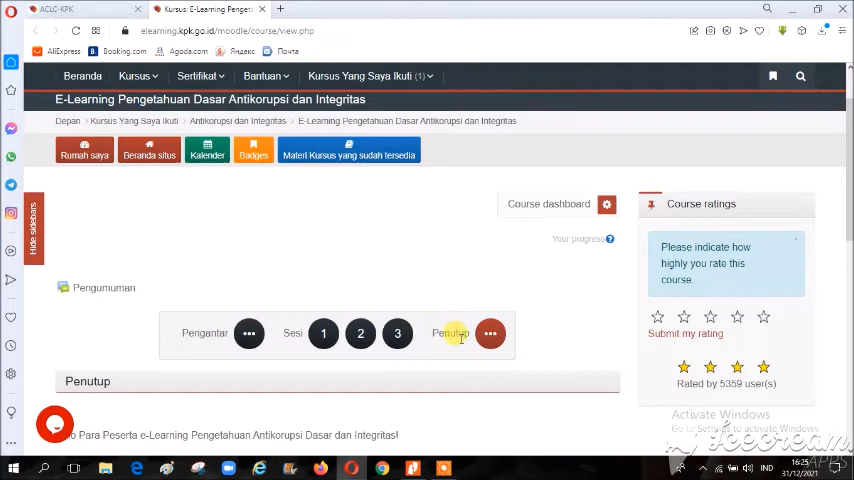 ACLC-KPK
Kursus: E-Learning Pengeta
elearning.kpk.go.id/moodle/course/view.php
AliExpress
Booking.com
Agoda.com
Яндекс
Почта
Beranda
Kursus
Sertifikat
Bantuan
Kursus Yang Saya Ikuti (1)
E-Learning Pengetahuan Dasar Antikorupsi dan Integritas
Depan \ Kursus Yang Saya Ikuti \ Antikorupsi dan Integritas \ E-Learning Pengetahuan Dasar Antikorupsi dan Integritas
Rumah saya
Beranda situs
Kalender
Badges
Materi Kursus yang sudah tersedia
Hide sidebars
Course dashboard
Your progress
Pengumuman
Pengantar
Sesi 1 2 3
Penutup
Penutup
o Para Peserta e-Learning Pengetahuan Antikorupsi Dasar dan Integritas!
Course ratings
Please indicate how
highly you rate this
course.
Submit my rating
Rated by 5359 user(s)
Activate Windows
Go to Settings to activate Windows.
Icecream
APPS
IND
16:25
31/12/2021